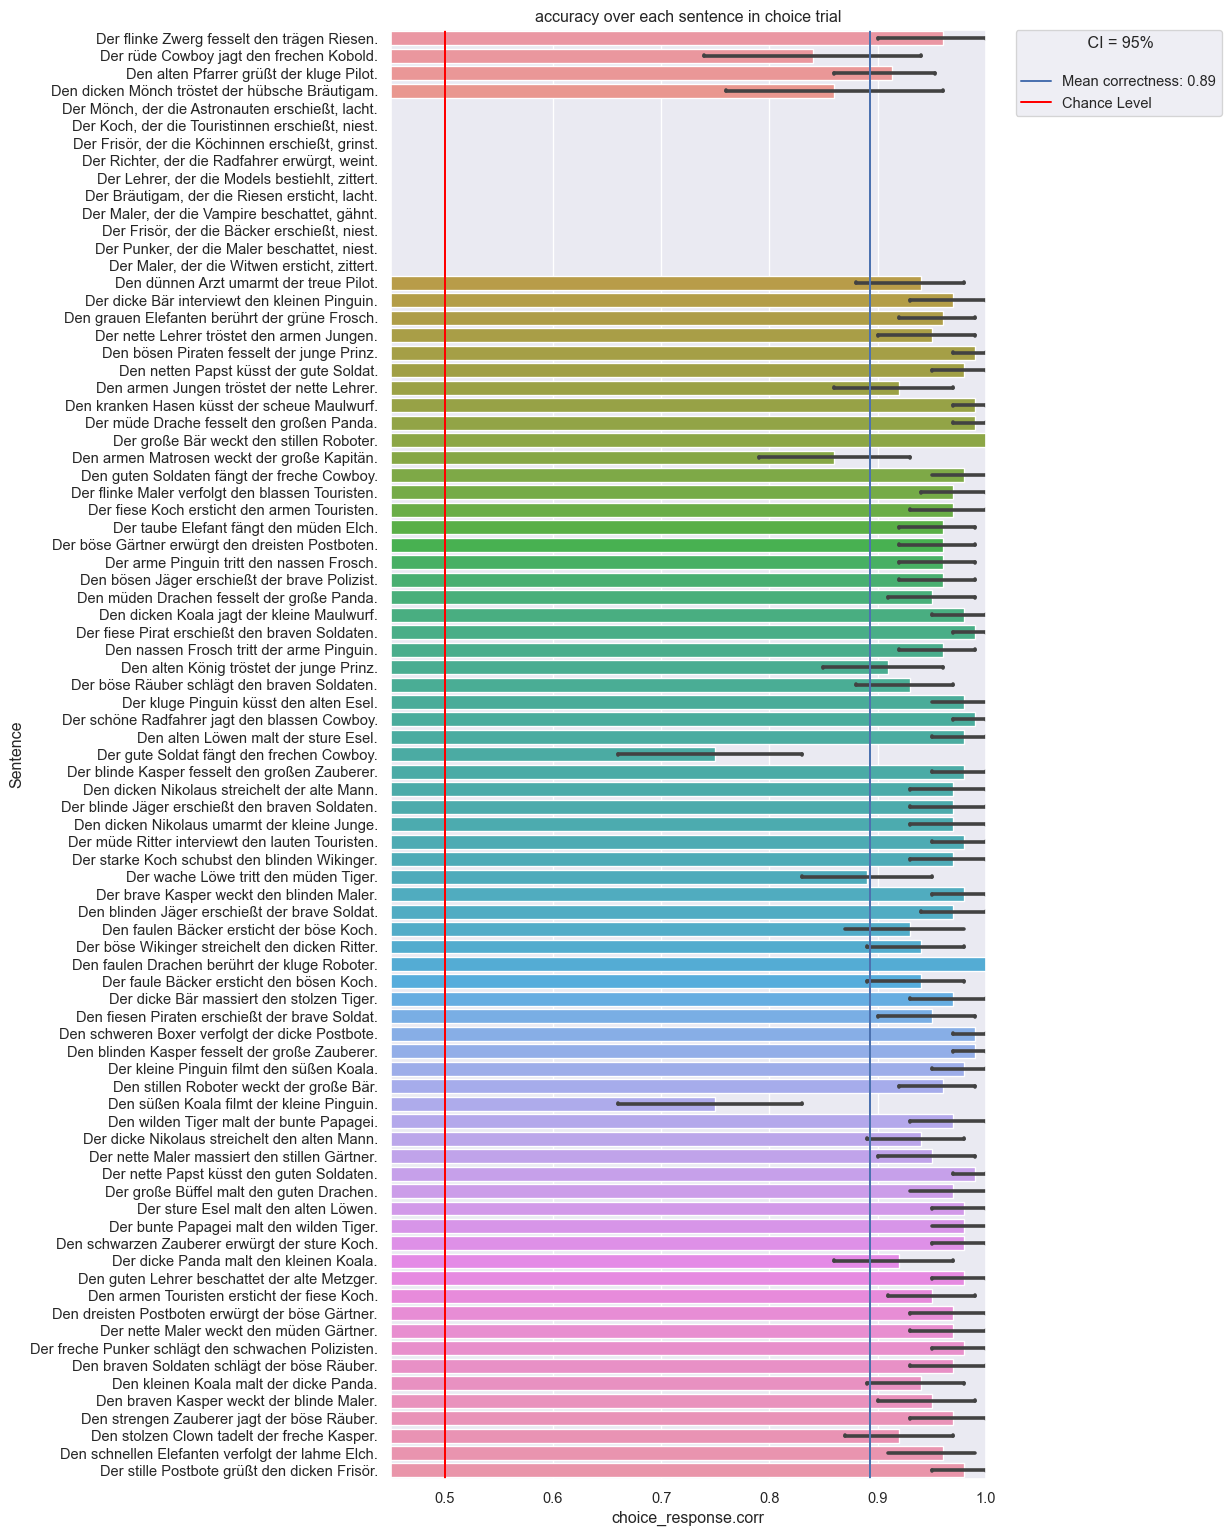 accuracy over each sentence in choice trial
CI = 95%
Mean correctness: 0.89
Chance Level
Sentence
Der flinke Zwerg fesselt den trägen Riesen.
Der rüde Cowboy jagt den frechen Kobold.
Den alten Pfarrer grüßt der kluge Pilot.
Den dicken Mönch tröstet der hübsche Bräutigam.
Der Mönch, der die Astronauten erschießt, lacht.
Der Koch, der die Touristinnen erschießt, niest.
Der Frisör, der die Köchinnen erschießt, grinst.
Der Richter, der die Radfahrer erwürgt, weint.
Der Lehrer, der die Models bestiehlt, zittert.
Der Bräutigam, der die Riesen ersticht, lacht.
Der Maler, der die Vampire beschattet, gähnt.
Der Frisör, der die Bäcker erschießt, niest.
Der Punker, der die Maler beschattet, niest.
Der Maler, der die Witwen ersticht, zittert.
Den dünnen Arzt umarmt der treue Pilot.
Der dicke Bär interviewt den kleinen Pinguin.
Den grauen Elefanten berührt der grüne Frosch.
Der nette Lehrer tröstet den armen Jungen.
Den bösen Piraten fesselt der junge Prinz.
Den netten Papst küsst der gute Soldat.
Den armen Jungen tröstet der nette Lehrer.
Den kranken Hasen küsst der scheue Maulwurf.
Der müde Drache fesselt den großen Panda.
Der große Bär weckt den stillen Roboter.
Den armen Matrosen weckt der große Kapitän.
Den guten Soldaten fängt der freche Cowboy.
Der flinke Maler verfolgt den blassen Touristen.
Der fiese Koch ersticht den armen Touristen.
Der taube Elefant fängt den müden Elch.
Der böse Gärtner erwürgt den dreisten Postboten.
Der arme Pinguin tritt den nassen Frosch.
Den bösen Jäger erschießt der brave Polizist.
Den müden Drachen fesselt der große Panda.
Den dicken Koala jagt der kleine Maulwurf.
Der fiese Pirat erschießt den braven Soldaten.
Den nassen Frosch tritt der arme Pinguin.
Den alten König tröstet der junge Prinz.
Der böse Räuber schlägt den braven Soldaten.
Der kluge Pinguin küsst den alten Esel.
Der schöne Radfahrer jagt den blassen Cowboy.
Den alten Löwen malt der sture Esel.
Der gute Soldat fängt den frechen Cowboy.
Der blinde Kasper fesselt den großen Zauberer.
Den dicken Nikolaus streichelt der alte Mann.
Der blinde Jäger erschießt den braven Soldaten.
Den dicken Nikolaus umarmt der kleine Junge.
Der müde Ritter interviewt den lauten Touristen.
Der starke Koch schubst den blinden Wikinger.
Der wache Löwe tritt den müden Tiger.
Der brave Kasper weckt den blinden Maler.
Den blinden Jäger erschießt der brave Soldat.
Den faulen Bäcker ersticht der böse Koch.
Der böse Wikinger streichelt den dicken Ritter.
Den faulen Drachen berührt der kluge Roboter.
Der faule Bäcker ersticht den bösen Koch.
Der dicke Bär massiert den stolzen Tiger.
Den fiesen Piraten erschießt der brave Soldat.
Den schweren Boxer verfolgt der dicke Postbote.
Den blinden Kasper fesselt der große Zauberer.
Der kleine Pinguin filmt den süßen Koala.
Den stillen Roboter weckt der große Bär.
Den süßen Koala filmt der kleine Pinguin.
Den wilden Tiger malt der bunte Papagei.
Der dicke Nikolaus streichelt den alten Mann.
Der nette Maler massiert den stillen Gärtner.
Der nette Papst küsst den guten Soldaten.
Der große Büffel malt den guten Drachen.
Der sture Esel malt den alten Löwen.
Der bunte Papagei malt den wilden Tiger.
Den schwarzen Zauberer erwürgt der sture Koch.
Der dicke Panda malt den kleinen Koala.
Den guten Lehrer beschattet der alte Metzger.
Den armen Touristen ersticht der fiese Koch.
Den dreisten Postboten erwürgt der böse Gärtner.
Der nette Maler weckt den müden Gärtner.
Der freche Punker schlägt den schwachen Polizisten.
Den braven Soldaten schlägt der böse Räuber.
Den kleinen Koala malt der dicke Panda.
Den braven Kasper weckt der blinde Maler.
Den strengen Zauberer jagt der böse Räuber.
Den stolzen Clown tadelt der freche Kasper.
Den schnellen Elefanten verfolgt der lahme Elch.
Der stille Postbote grüßt den dicken Frisör.
0.5 0.6 0.7 0.8 0.9 1.0
choice_response.corr